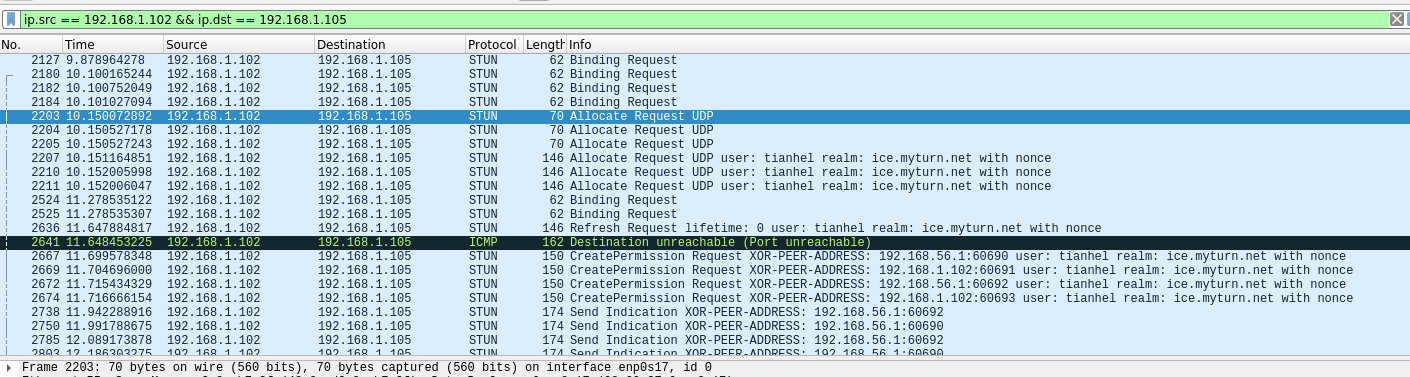 ip.src == 192.168.1.102 && ip.dst == 192.168.1.105
No. Time Source Destination Protocol Length Info
2127 9.878964278 192.168.1.102 192.168.1.105 STUN 62 Binding Request
2180 10.100165244 192.168.1.102 192.168.1.105 STUN 62 Binding Request
2182 10.100752049 192.168.1.102 192.168.1.105 STUN 62 Binding Request
2184 10.101027094 192.168.1.102 192.168.1.105 STUN 62 Binding Request
2203 10.150072892 192.168.1.102 192.168.1.105 STUN 70 Allocate Request UDP
2204 10.150527178 192.168.1.102 192.168.1.105 STUN 70 Allocate Request UDP
2205 10.150527243 192.168.1.102 192.168.1.105 STUN 70 Allocate Request UDP
2207 10.151164851 192.168.1.102 192.168.1.105 STUN 146 Allocate Request UDP user: tianhel realm: ice.myturn.net with nonce
2210 10.152005998 192.168.1.102 192.168.1.105 STUN 146 Allocate Request UDP user: tianhel realm: ice.myturn.net with nonce
2211 10.152006047 192.168.1.102 192.168.1.105 STUN 146 Allocate Request UDP user: tianhel realm: ice.myturn.net with nonce
2524 11.278535122 192.168.1.102 192.168.1.105 STUN 62 Binding Request
2525 11.278535307 192.168.1.102 192.168.1.105 STUN 62 Binding Request
2636 11.647884817 192.168.1.102 192.168.1.105 STUN 146 Refresh Request lifetime: 0 user: tianhel realm: ice.myturn.net with nonce
2641 11.648453225 192.168.1.102 192.168.1.105 ICMP 162 Destination unreachable (Port unreachable)
2667 11.699578348 192.168.1.102 192.168.1.105 STUN 150 CreatePermission Request XOR-PEER-ADDRESS: 192.168.56.1:60690 user: tianhel realm: ice.myturn.net with nonce
2669 11.704696000 192.168.1.102 192.168.1.105 STUN 150 CreatePermission Request XOR-PEER-ADDRESS: 192.168.1.102:60691 user: tianhel realm: ice.myturn.net with nonce
2672 11.715434329 192.168.1.102 192.168.1.105 STUN 150 CreatePermission Request XOR-PEER-ADDRESS: 192.168.56.1:60692 user: tianhel realm: ice.myturn.net with nonce
2674 11.716666154 192.168.1.102 192.168.1.105 STUN 150 CreatePermission Request XOR-PEER-ADDRESS: 192.168.1.102:60693 user: tianhel realm: ice.myturn.net with nonce
2738 11.942288916 192.168.1.102 192.168.1.105 STUN 174 Send Indication XOR-PEER-ADDRESS: 192.168.56.1:60692
2750 11.991788675 192.168.1.102 192.168.1.105 STUN 174 Send Indication XOR-PEER-ADDRESS: 192.168.56.1:60690
2785 12.089173878 192.168.1.102 192.168.1.105 STUN 174 Send Indication XOR-PEER-ADDRESS: 192.168.56.1:60692
2803 12.186303275 192.168.1.102 192.168.1.105 STUN 174 Send Indication XOR-PEER-ADDRESS: 192.168.56.1:60690
Frame 2203: 70 bytes on wire (560 bits), 70 bytes captured (560 bits) on interface enp0s17, id 0